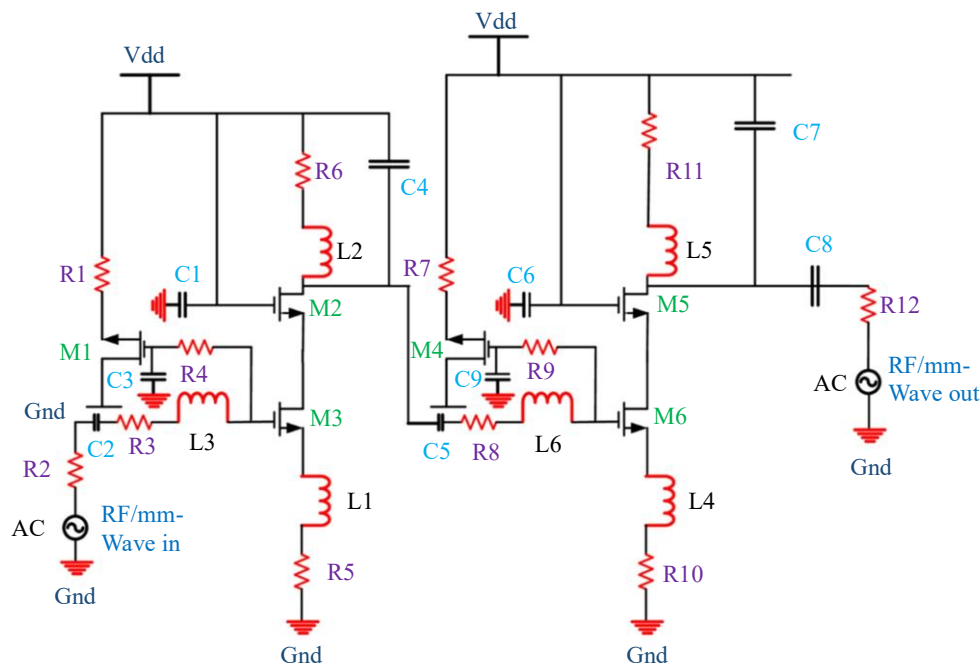 Vdd
Vdd
C7
R6
C4
R11
L2
L5
C8
R1
C1
R7
C6
R12
M2
M5
M1
C3
R4
M4
C9
R9
AC
RF/mm-
Wave out
Gnd
C2
R3
L3
M3
C5
R8
L6
M6
Gnd
R2
L1
L4
AC
RF/mm-
Wave in
R5
R10
Gnd
Gnd
Gnd